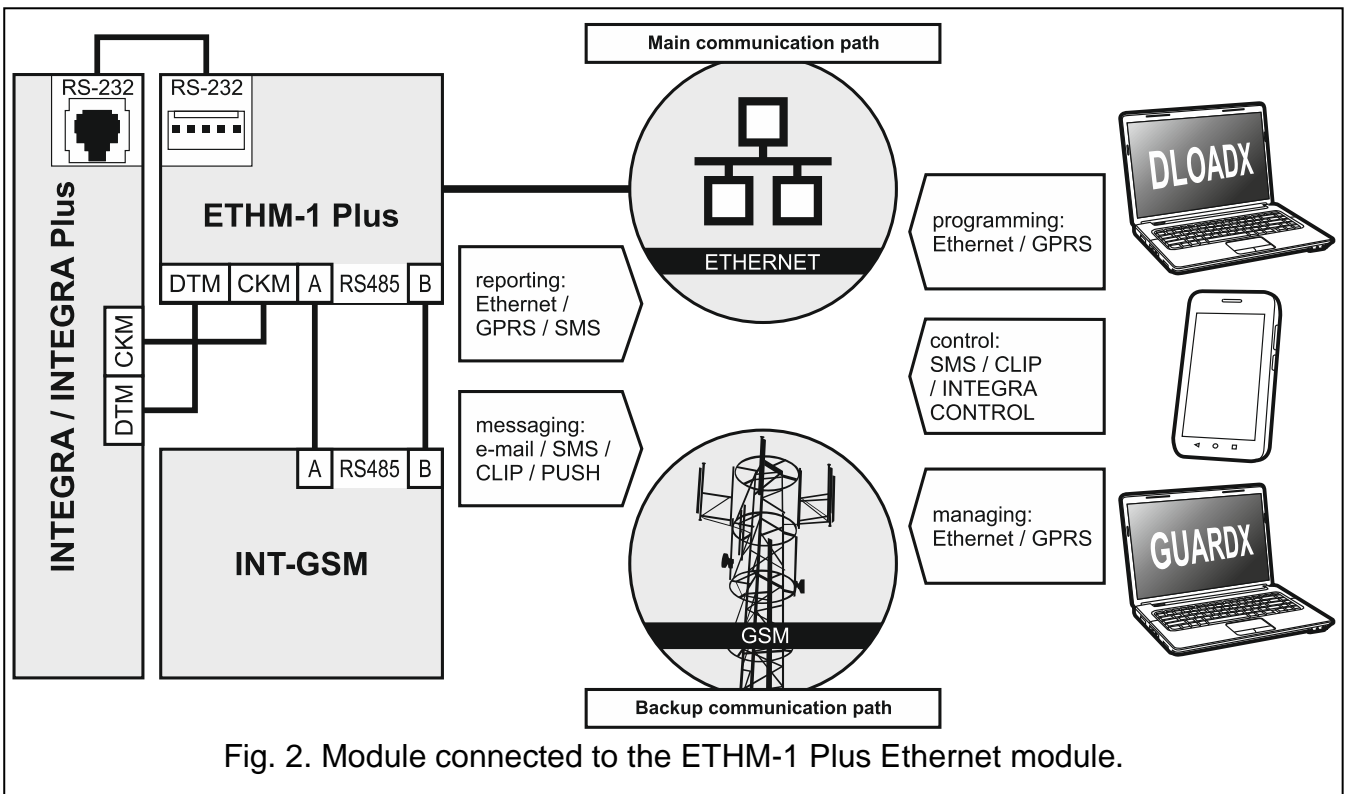 Main communication path
RS-232
RS-232
DLOADX
INTEGRA / INTEGRA Plus
ETHM-1 Plus
programming:
Ethernet / GPRS
ETHERNET
DTM
CKM
A
RS485
B
reporting:
Ethernet /
GPRS / SMS
CKM
DTM
control:
SMS / CLIP
/ INTEGRA
CONTROL
messaging:
e-mail / SMS /
CLIP / PUSH
A
RS485
B
managing:
Ethernet / GPRS
GUARDX
INT-GSM
GSM
Backup communication path
Fig. 2. Module connected to the ETHM-1 Plus Ethernet module.